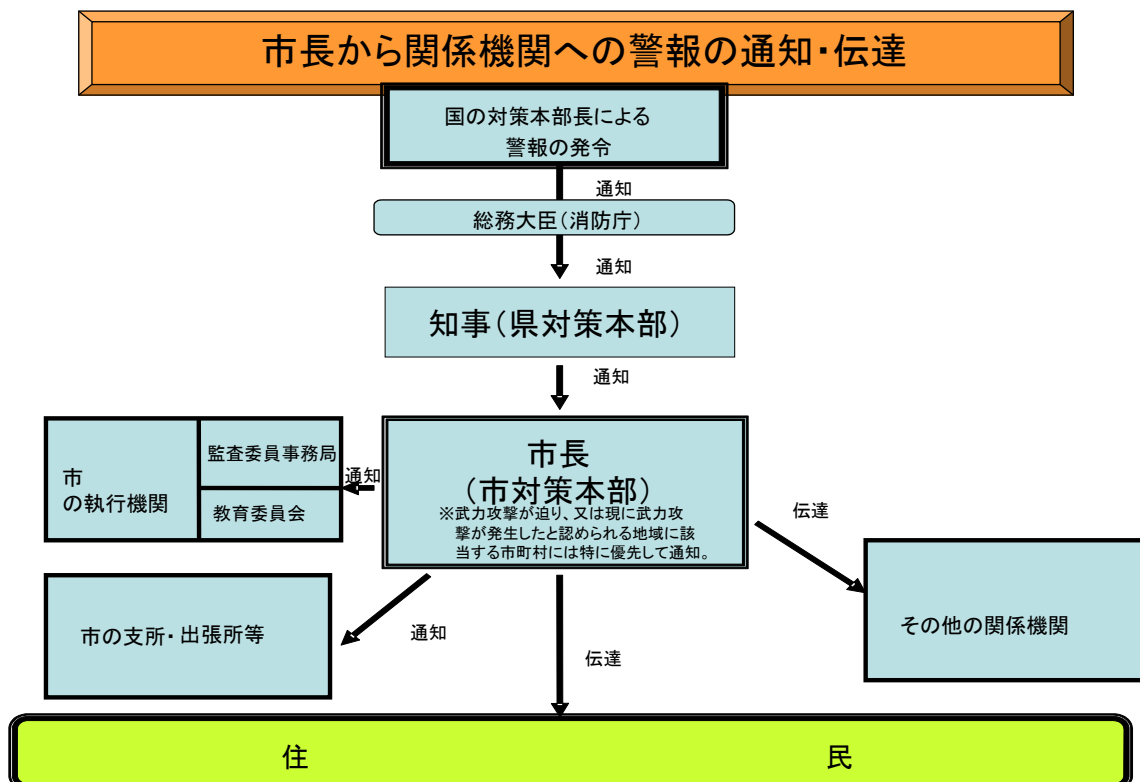 市長から関係機関への警報の通知・伝達
国の対策本部長による
警報の発令
通知
総務大臣（消防庁）
通知
知事（県対策本部）
通知
市長
（市対策本部）
※武力攻撃が迫り、又は現に武力攻
撃が発生したと認められる地域に該
当する市町村には特に優先して通知。
市
の執行機関
監査委員事務局
教育委員会
通知
伝達
市の支所・出張所等
通知
伝達
その他の関係機関
住民